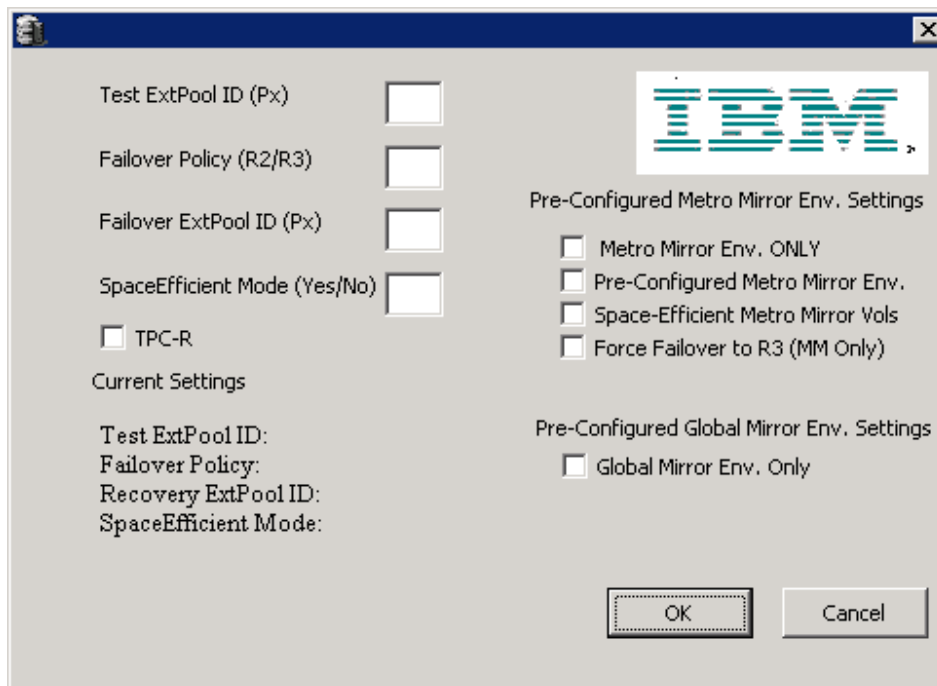 Test ExtPool ID (Px)
Failover Policy (R2/R3)
Failover ExtPool ID (Px)
SpaceEfficient Mode (Yes/No)
TPC-R
Current Settings
Test ExtPool ID:
Failover Policy:
Recovery ExtPool ID:
SpaceEfficient Mode:
IBM.
Pre-Configured Metro Mirror Env. Settings
Metro Mirror Env. ONLY
Pre-Configured Metro Mirror Env.
Space-Efficient Metro Mirror Vols
Force Failover to R3 (MM Only)
Pre-Configured Global Mirror Env. Settings
Global Mirror Env. Only
OK
Cancel